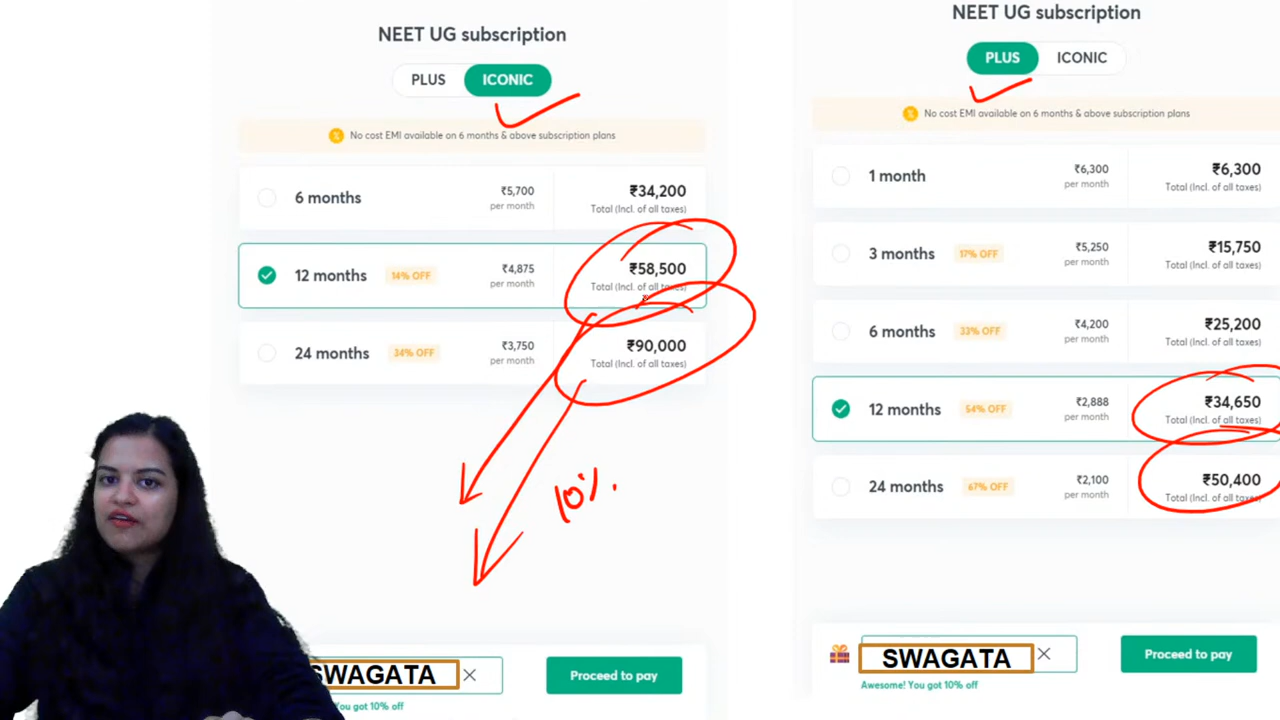 NEET UG subscription
PLUS ICONIC
No cost EMI available on 6 months & above subscription plans
6 months ₹5,700 per month ₹34,200 Total (Incl. of all taxes)
12 months 14% OFF ₹4,875 per month ₹58,500 Total (Incl. of all taxes)
24 months 34% OFF ₹3,750 per month ₹90,000 Total (Incl. of all taxes)
10%.
SWAGATA Proceed to pay
You got 10% off
NEET UG subscription
PLUS ICONIC
No cost EMI available on 6 months & above subscription plans
1 month ₹6,300 per month ₹6,300 Total (Incl. of all taxes)
3 months 17% OFF ₹5,250 per month ₹15,750 Total (Incl. of all taxes)
6 months 33% OFF ₹4,200 per month ₹25,200 Total (Incl. of all taxes)
12 months 54% OFF ₹2,888 per month ₹34,650 Total (Incl. of all taxes)
24 months 67% OFF ₹2,100 per month ₹50,400 Total (Incl. of all taxes)
SWAGATA Proceed to pay
Awesome! You got 10% off